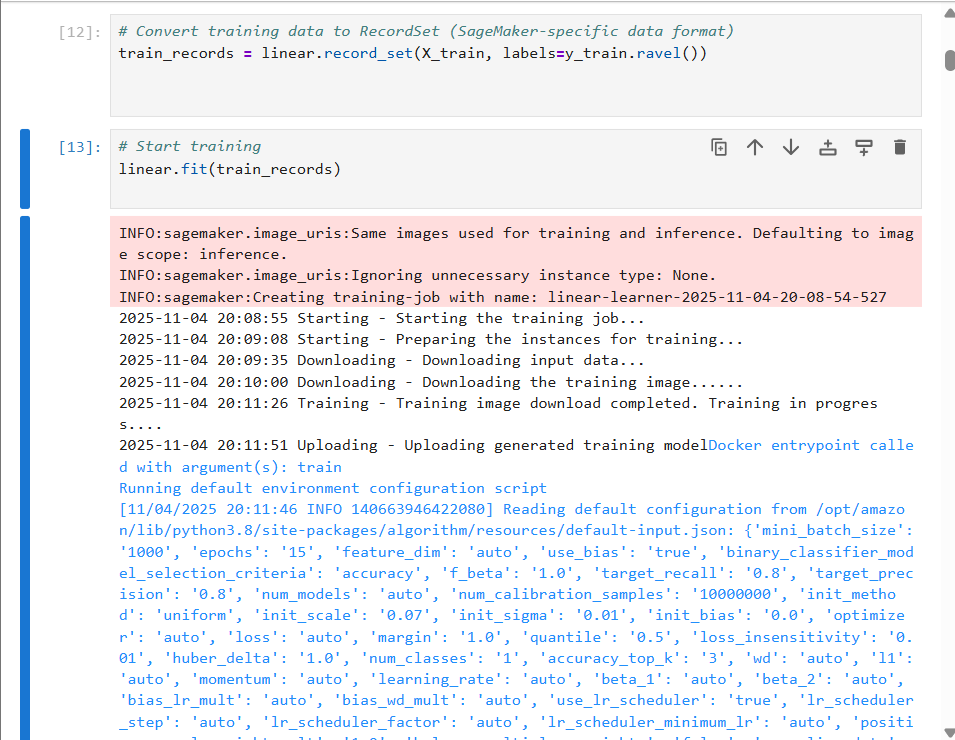 [12]:
# Convert training data to RecordSet (SageMaker-specific data format)
train_records = linear.record_set(X_train, labels=y_train.ravel())
[13]:
# Start training
linear.fit(train_records)
INFO:sagemaker.image_uris:Same images used for training and inference. Defaulting to imag
e scope: inference.
INFO:sagemaker.image_uris:Ignoring unnecessary instance type: None.
INFO:sagemaker:Creating training-job with name: linear-learner-2025-11-04-20-08-54-527
2025-11-04 20:08:55 Starting - Starting the training job...
2025-11-04 20:09:08 Starting - Preparing the instances for training...
2025-11-04 20:09:35 Downloading - Downloading input data...
2025-11-04 20:10:00 Downloading - Downloading the training image......
2025-11-04 20:11:26 Training - Training image download completed. Training in progres
s....
2025-11-04 20:11:51 Uploading - Uploading generated training modelDocker entrypoint calle
d with argument(s): train
Running default environment configuration script
[11/04/2025 20:11:46 INFO 140663946422080] Reading default configuration from /opt/amazo
n/lib/python3.8/site-packages/algorithm/resources/default-input.json: {'mini_batch_size':
'1000', 'epochs': '15', 'feature_dim': 'auto', 'use_bias': 'true', 'binary_classifier_mod
el_selection_criteria': 'accuracy', 'f_beta': '1.0', 'target_recall': '0.8', 'target_prec
ision': '0.8', 'num_models': 'auto', 'num_calibration_samples': '10000000', 'init_metho
d': 'uniform', 'init_scale': '0.07', 'init_sigma': '0.01', 'init_bias': '0.0', 'optimize
r': 'auto', 'loss': 'auto', 'margin': '1.0', 'quantile': '0.5', 'loss_insensitivity': '0.
01', 'huber_delta': '1.0', 'num_classes': '1', 'accuracy_top_k': '3', 'wd': 'auto', 'l1':
'auto', 'momentum': 'auto', 'learning_rate': 'auto', 'beta_1': 'auto', 'beta_2': 'auto',
'bias_lr_mult': 'auto', 'bias_wd_mult': 'auto', 'use_lr_scheduler': 'true', 'lr_scheduler
_step': 'auto', 'lr_scheduler_factor': 'auto', 'lr_scheduler_minimum_lr': 'auto', 'positi